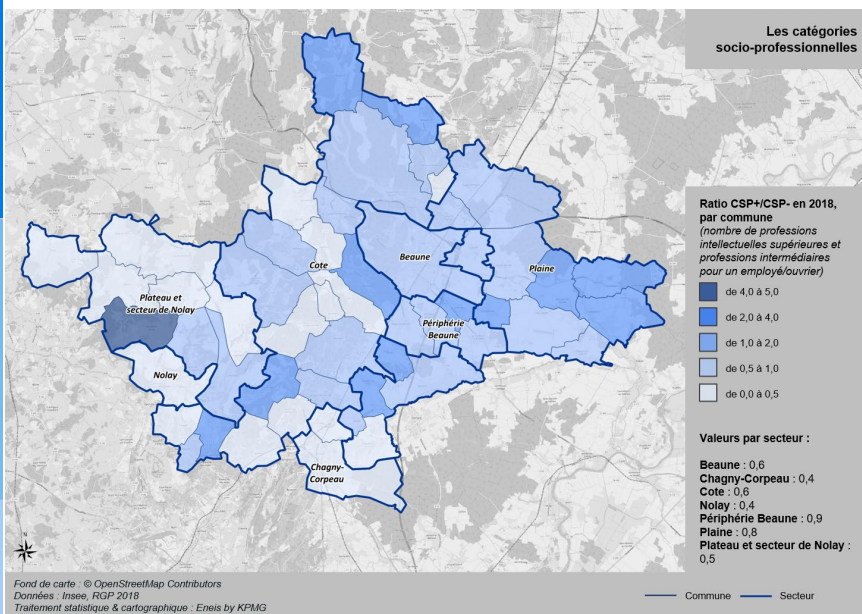 Les catégories
socio-professionnelles
Ratio CSP+/CSP- en 2018,
par commune
(nombre de professions
intellectuelles supérieures et
professions intermédiaires
pour un employé/ouvrier)
de 4,0 à 5,0
de 2,0 à 4,0
de 1,0 à 2,0
de 0,5 à 1,0
de 0,0 à 0,5
Valeurs par secteur :
Beaune : 0,6
Chagny-Corpeau : 0,4
Cote : 0,6
Nolay : 0,4
Périphérie Beaune : 0,9
Plaine : 0,8
Plateau et secteur de Nolay :
0,5
Beaune
Cote
Plaine
Plateau et
secteur de Nolay
Périphérie
Beaune
Nolay
Chagny-
Corpeau
N
Fond de carte : © OpenStreetMap Contributors
Données : Insee, RGP 2018
Traitement statistique & cartographique : Eneis by KPMG
Commune
Secteur